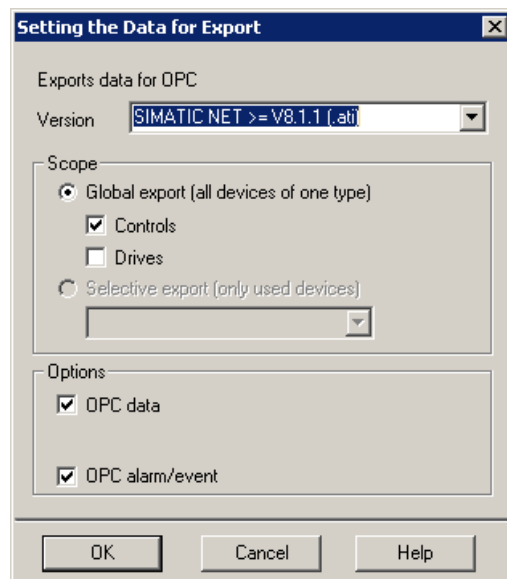 Setting the Data for Export
Exports data for OPC
Version SIMATIC NET >= V8.1.1 (.ati)
Scope
Global export (all devices of one type)
Controls
Drives
Selective export (only used devices)
Options
OPC data
OPC alarm/event
OK Cancel Help